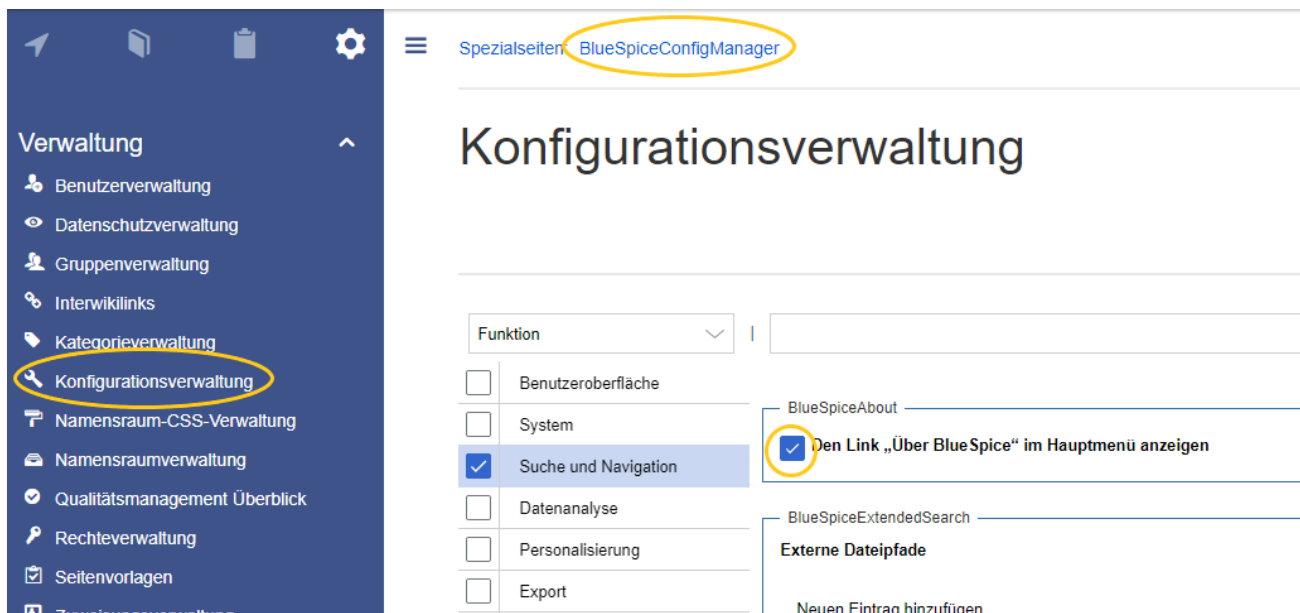 Spezialseiten BlueSpiceConfigManager
Verwaltung
Benutzerverwaltung
Datenschutzverwaltung
Gruppenverwaltung
Interwikilinks
Kategorieverwaltung
Konfigurationsverwaltung
Namensraum-CSS-Verwaltung
Namensraumverwaltung
Qualitätsmanagement Überblick
Rechteverwaltung
Seitenvorlagen
Konfigurationsverwaltung
Funktion |
Benutzeroberfläche
System
Suche und Navigation
Datenanalyse
Personalisierung
Export
BlueSpiceAbout
Den Link „Über BlueSpice“ im Hauptmenü anzeigen
BlueSpiceExtendedSearch
Externe Dateipfade
Neuen Eintrag hinzufügen